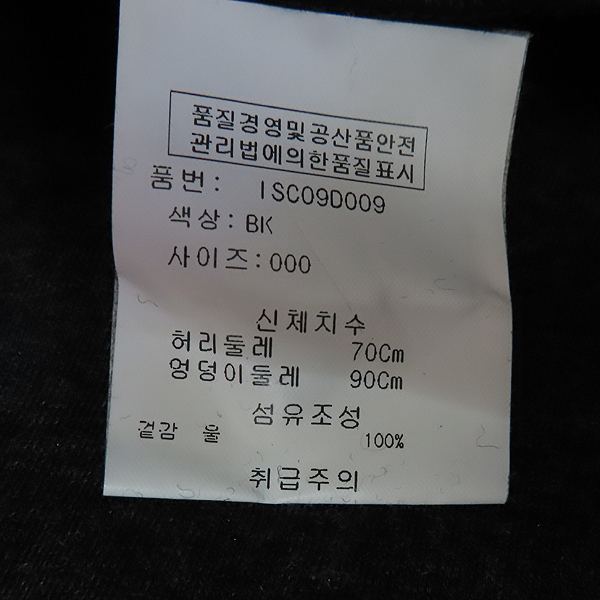 품질경영및공산품안전
관리법에의한품질표시
품번: ISC09D009
색상: BK
사이즈:000
신체치수
허리둘레 70Cm
엉덩이둘레 90Cm
섬유조성
겉감 울 100%
취급주의